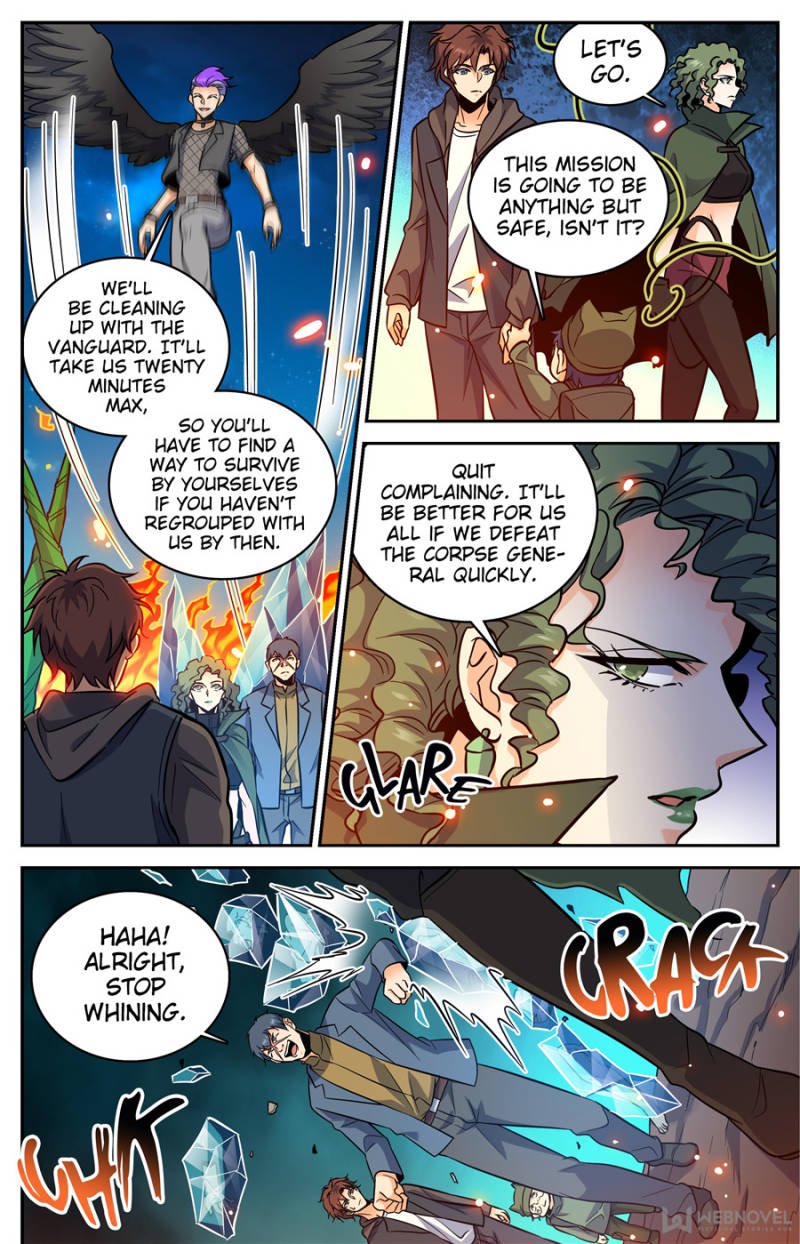 WE'LL
BE CLEANING
UP WITH THE
VANGUARD. IT'LL
TAKE US TWENTY
MINUTES
MAX,
SO YOU'LL
HAVE TO FIND A
WAY TO SURVIVE
BY YOURSELVES
IF YOU HAVEN'T
REGROUPED WITH
US BY THEN.
LET'S
GO.
THIS MISSION
IS GOING TO BE
ANYTHING BUT
SAFE, ISN'T IT?
QUIT
COMPLAINING. IT'LL
BE BETTER FOR US
ALL IF WE DEFEAT
THE CORPSE GENE-
RAL QUICKLY.
GLARE
HAHA!
ALRIGHT,
STOP
WHINING.
CRACK
CHK
WEBNOVEL